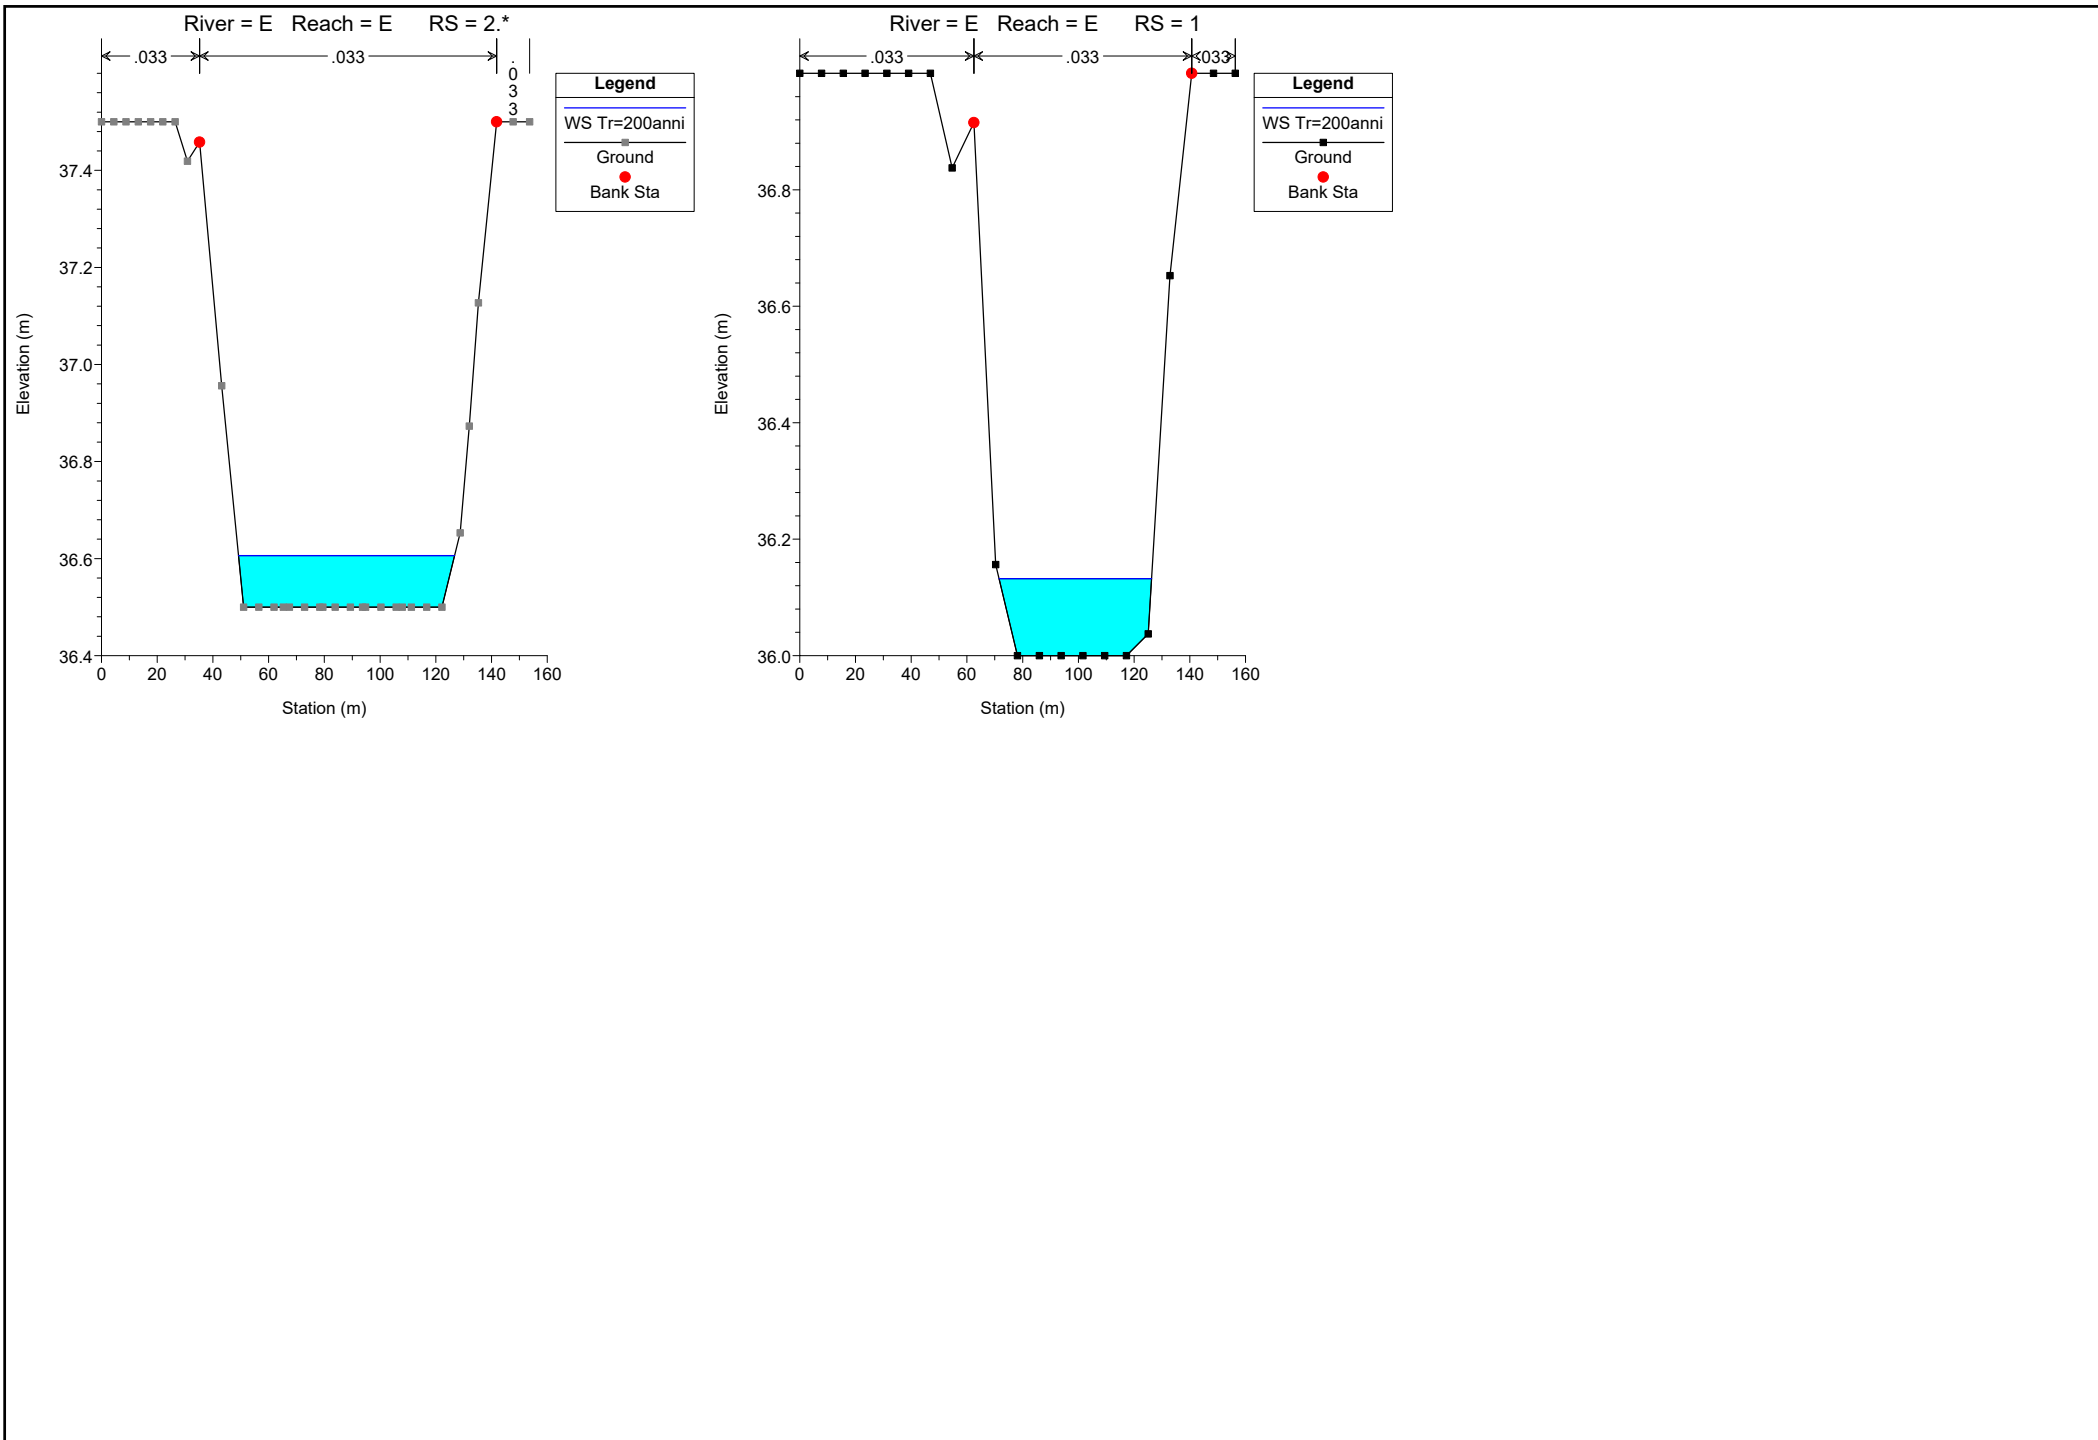 River = E Reach = E RS = 2.*
.033
.033
.033
Legend
WS Tr=200anni
Ground
Bank Sta
37.4
37.2
37.0
36.8
36.6
36.4
Elevation (m)
0 20 40 60 80 100 120 140 160
Station (m)
River = E Reach = E RS = 1
.033
.033
.033
Legend
WS Tr=200anni
Ground
Bank Sta
36.8
36.6
36.4
36.2
36.0
Elevation (m)
0 20 40 60 80 100 120 140 160
Station (m)